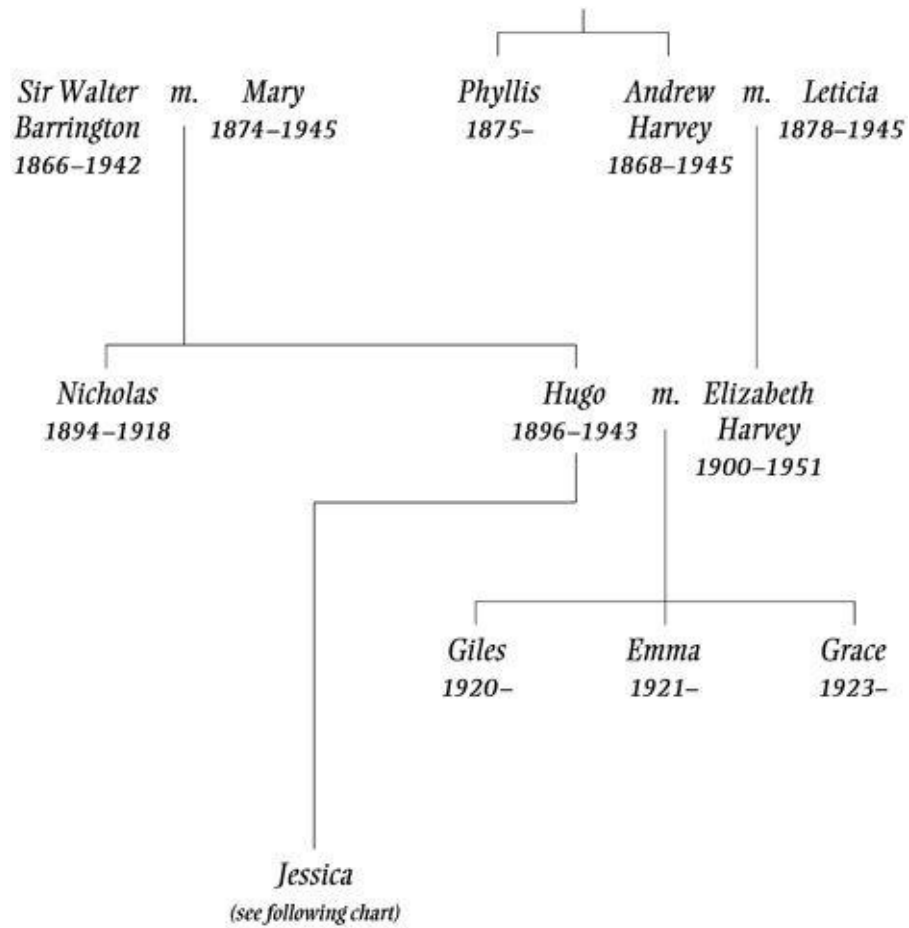 Sir Walter m. Mary Phyllis Andrew m. Leticia
Barrington 1874–1945 1875– Harvey 1878–1945
1866–1942 1868–1945
Nicholas Hugo m. Elizabeth
1894–1918 1896–1943 Harvey
1900–1951
Giles Emma Grace
1920– 1921– 1923–
Jessica
(see following chart)